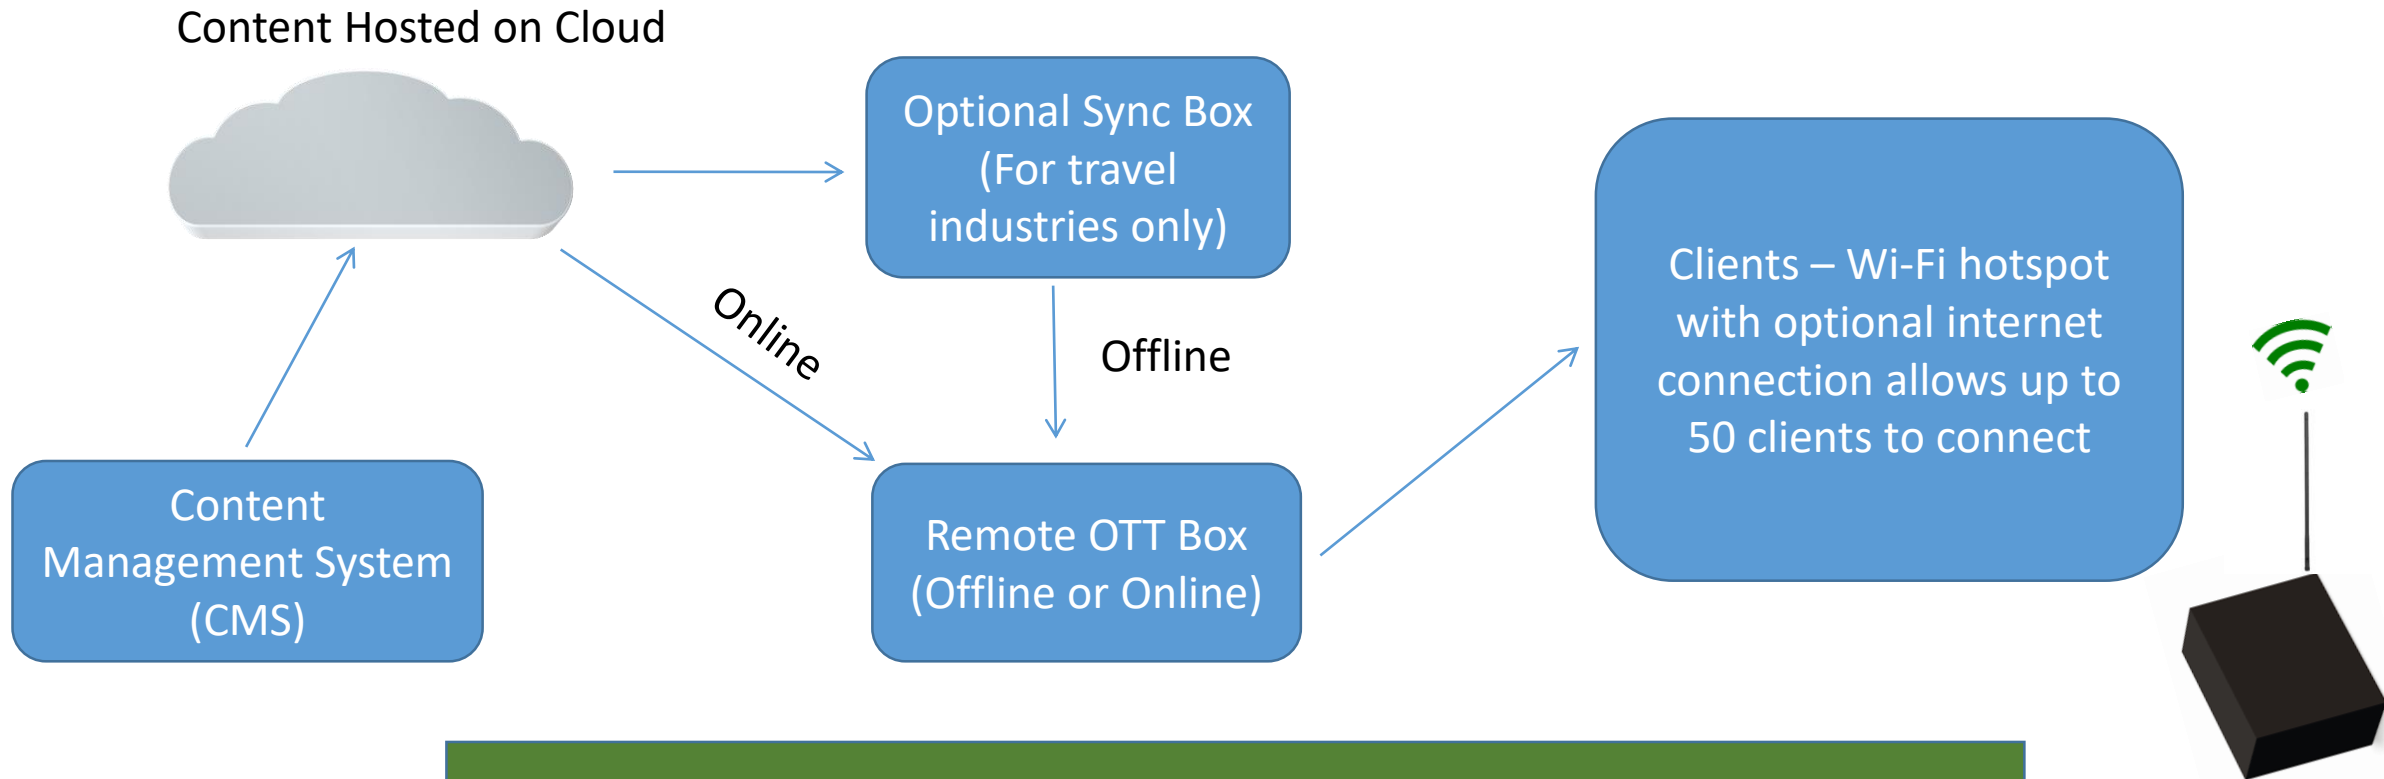 Content Hosted on Cloud
Optional Sync Box
(For travel
industries only)
Clients – Wi-Fi hotspot
with optional internet
connection allows up to
50 clients to connect
Online
Offline
Content
Management System
(CMS)
Remote OTT Box
(Offline or Online)